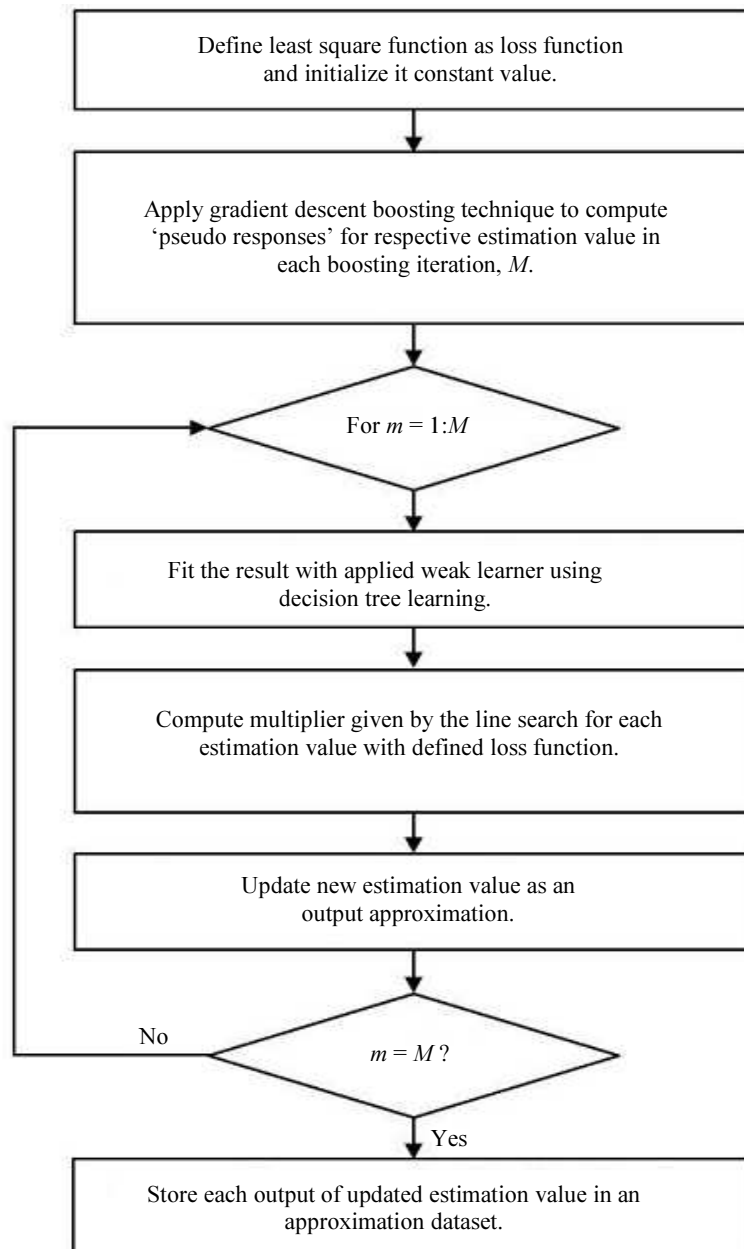 Define least square function as loss function
and initialize it constant value.
Apply gradient descent boosting technique to compute
‘pseudo responses’ for respective estimation value in
each boosting iteration, M.
For m = 1:M
Fit the result with applied weak learner using
decision tree learning.
Compute multiplier given by the line search for each
estimation value with defined loss function.
Update new estimation value as an
output approximation.
No
m = M ?
Yes
Store each output of updated estimation value in an
approximation dataset.